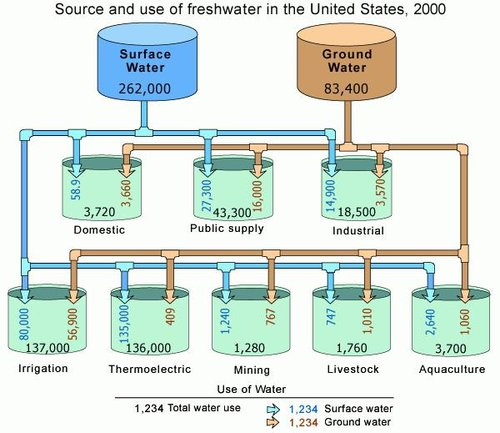 Source and use of freshwater in the United States, 2000
Surface
Water
262,000
Ground
Water
83,400
58.9
3,660
3,720
Domestic
27,300
16,000
43,300
Public supply
14,900
3,570
18,500
Industrial
80,000
56,900
137,000
Irrigation
135,000
409
136,000
Thermoelectric
1,240
767
1,280
Mining
747
1,010
1,760
Livestock
2,640
1,060
3,700
Aquaculture
Use of Water
1,234 Total water use
1,234 Surface water
1,234 Ground water